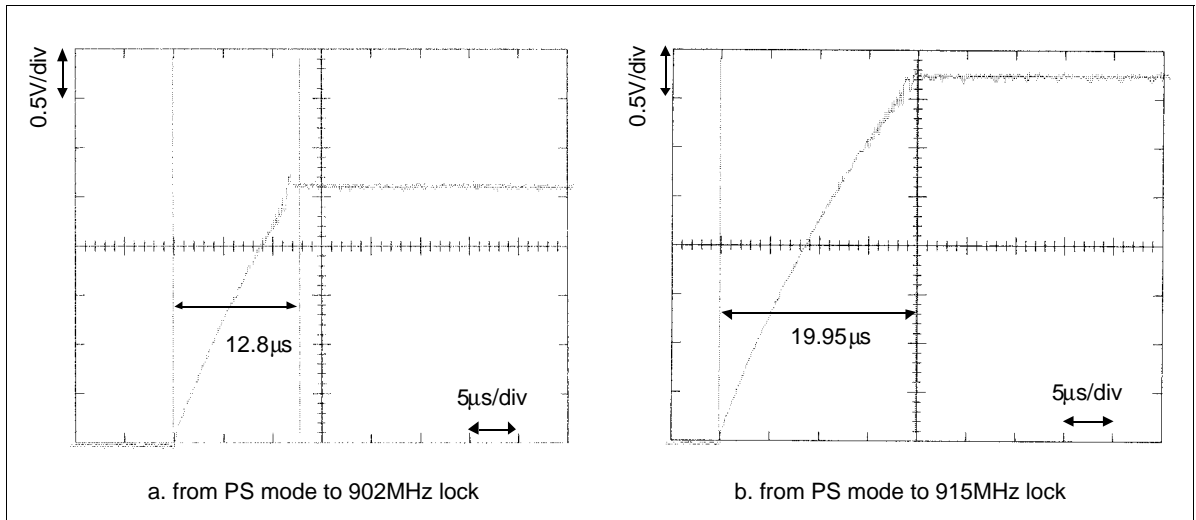 0.5V/div
12.8µs
5µs/div
a. from PS mode to 902MHz lock
0.5V/div
19.95µs
5µs/div
b. from PS mode to 915MHz lock